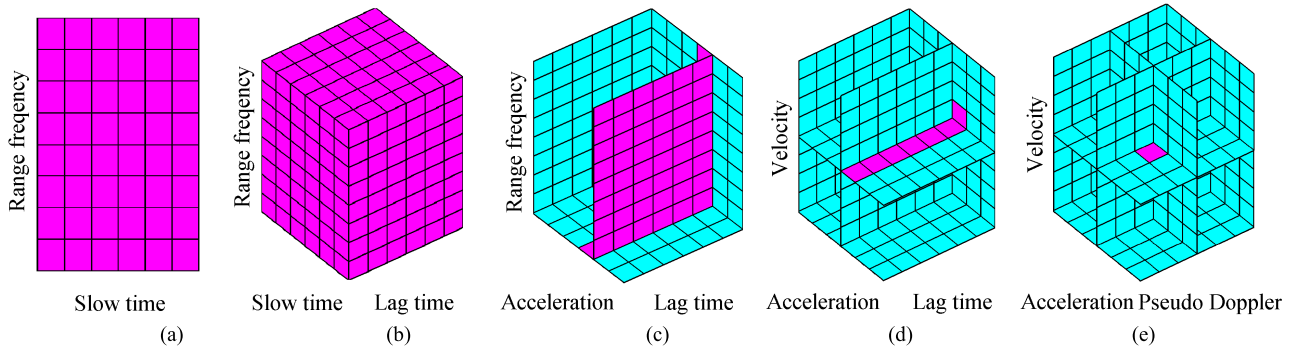 Range freqency
Slow time
(a)
Range freqency
Slow time
Lag time
(b)
Range freqency
Acceleration
Lag time
(c)
Velocity
Acceleration
Lag time
(d)
Velocity
Acceleration
Pseudo Doppler
(e)